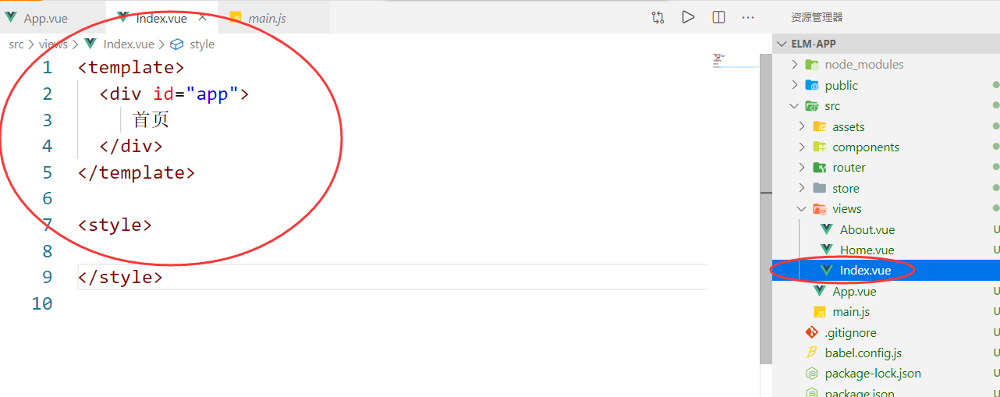 App.vue
Index.vue
main.js
资源管理器
src > views > Index.vue > style
ELM-APP
1 <template>
2 <div id="app">
3 首页
4 </div>
5 </template>
6
7 <style>
8
9 </style>
10
node_modules
public
src
assets
components
router
store
views
About.vue U
Home.vue U
Index.vue
App.vue U
JS main.js U
.gitignore U
babel.config.js U
package-lock.json U
package.json U